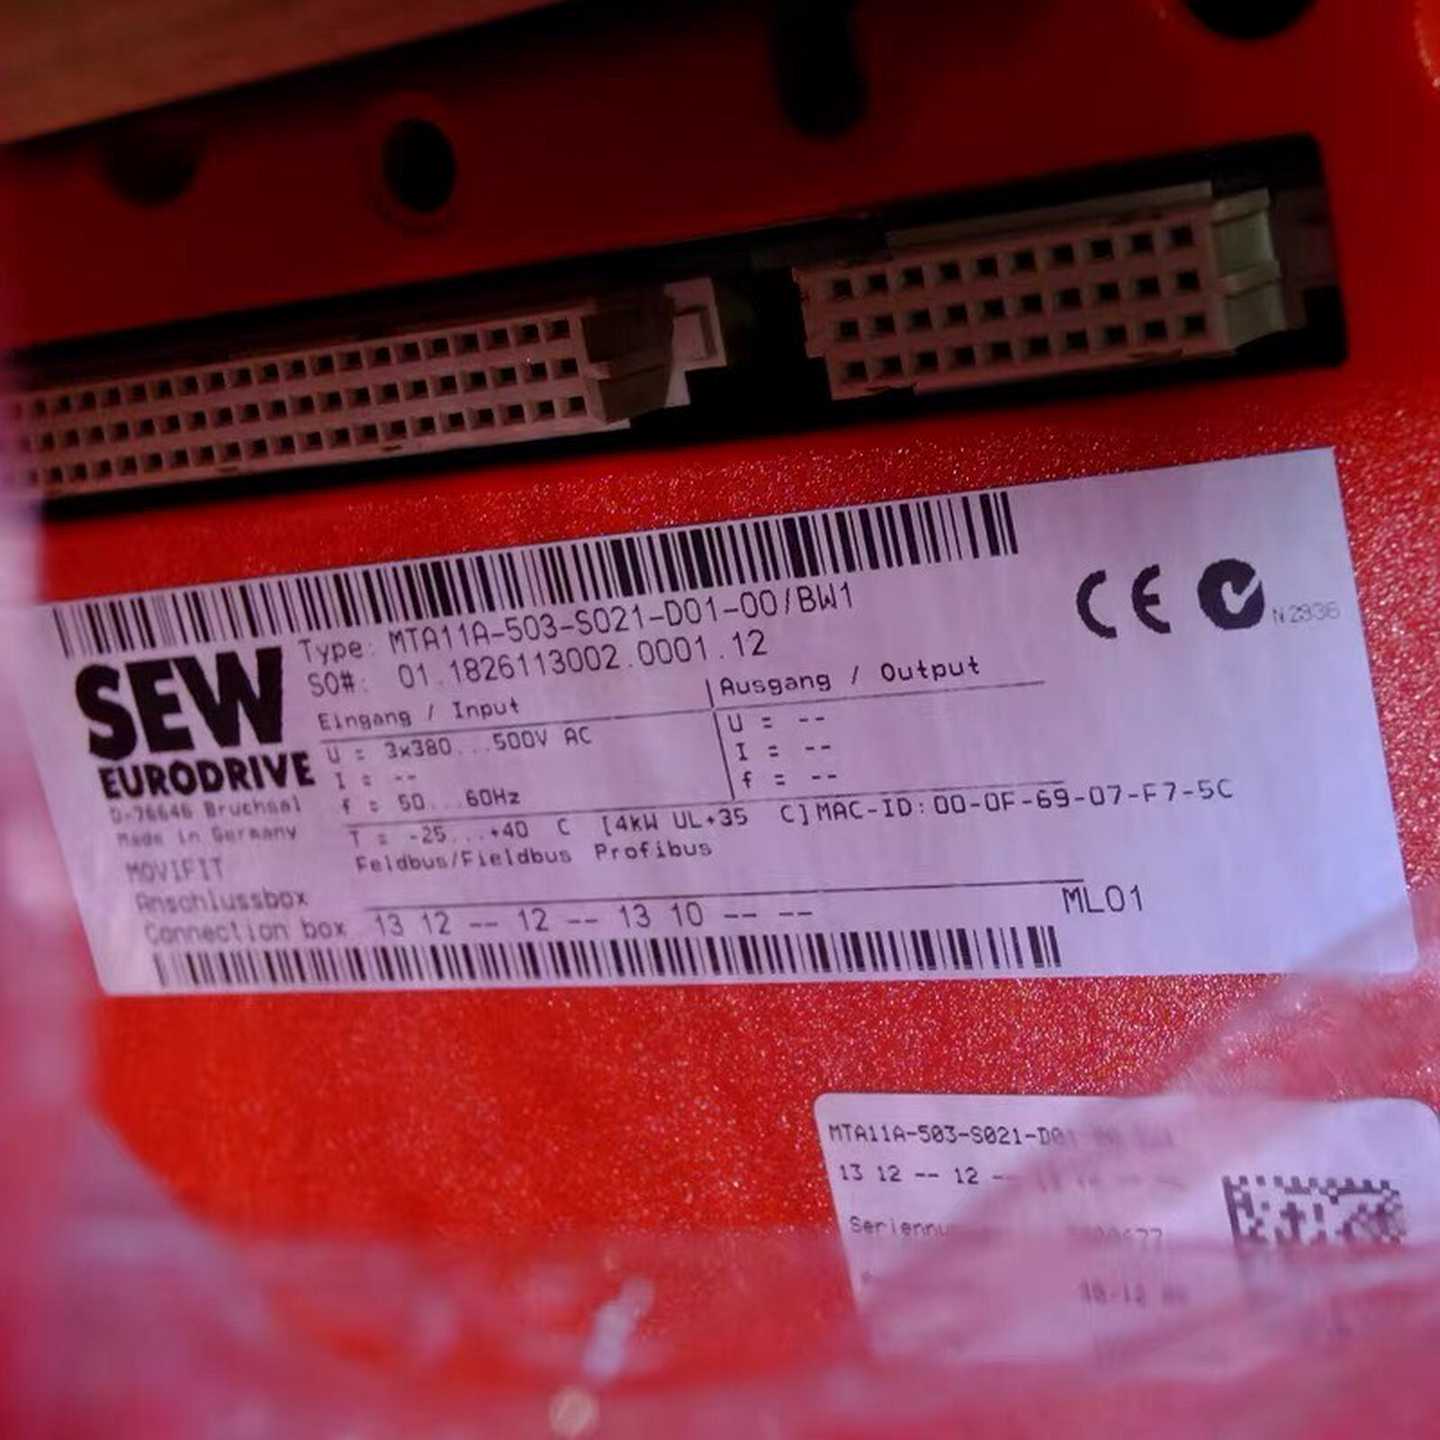 Type: MTA11A-503-S021-D01-00/BW1
SO#: 01.1826113002.0001.12
SEW
EURODRIVE
D-76646 Bruchsal
Made in Germany
Eingang / Input
U = 3x380...500V AC
I = --
f = 50...60Hz
Ausgang / Output
U = --
I = --
f = --
T = -25...+40 C [4kW UL+35 C] MAC-ID: 00-0F-69-07-F7-5C
MOVIFIT
Feldbus/Fieldbus Profibus
Anschlussbox
Connection box 13 12 -- 12 -- 13 10 -- --
ML01
CE
N2936
MTA11A-503-S021-D01
13 12 -- 12